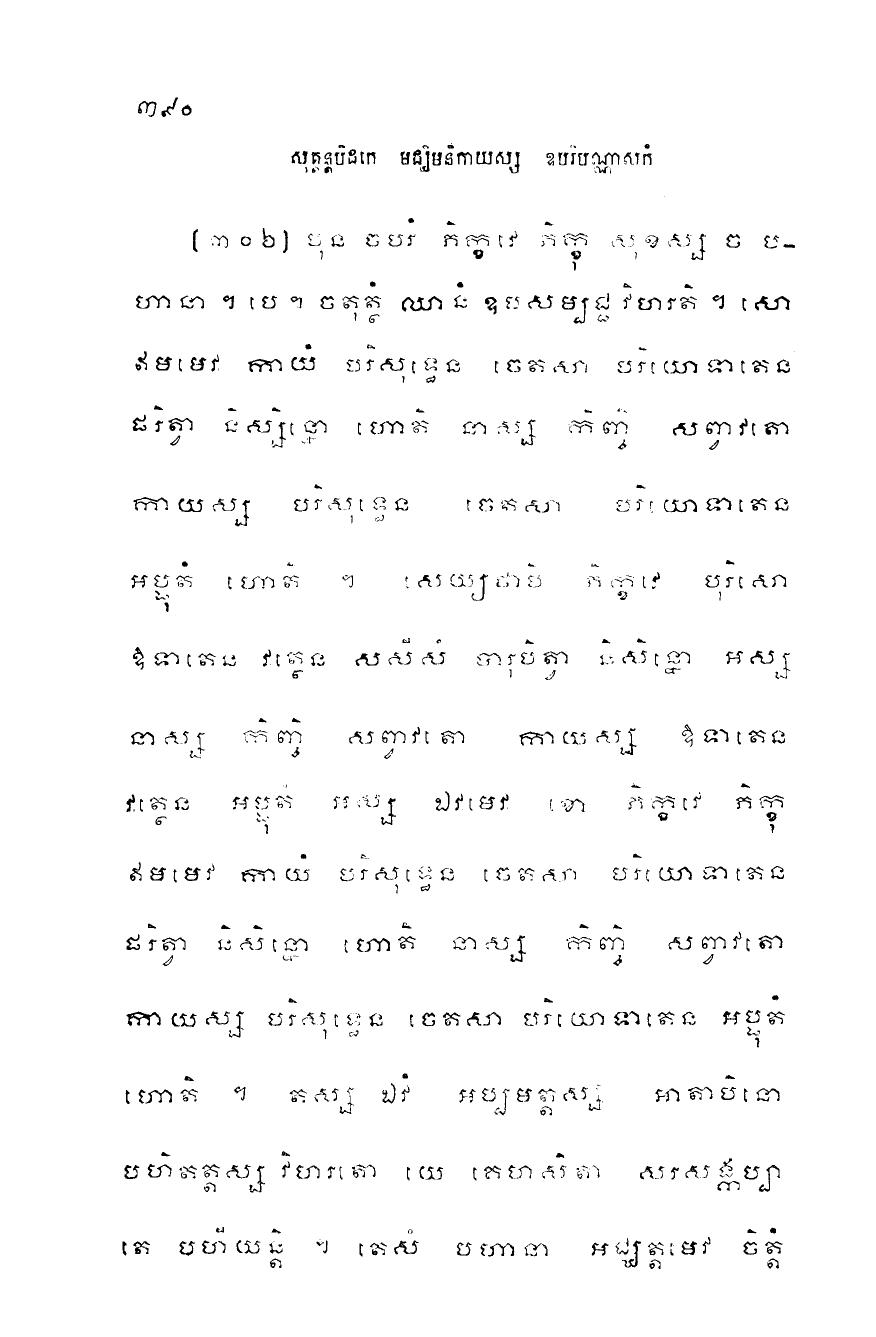 ៣៩០
សុត្តន្តបិដកេ មជ្ឈិមនិកាយស្ស ឧបរិបណ្ណាសកំ
(៣០៦) បុន ចបរំ ភិក្ខវេ ភិក្ខុ សុខស្ស ច ប-
ហានា ។ បេ ។ ចតុត្ថំ ឈានំ ឧបសម្បជ្ជ វិហរតិ ។ សោ
ឥមមេវ កាយំ បរិសុទ្ធេន ចេតសា បរិយោទាតេន
ផរិត្វា និស្សិន្នោ ហោតិ នាស្ស កិញ្ចិ សព្វាវតោ
កាយស្ស បរិសុទ្ធេន ចេតសា បរិយោទាតេន
អប្ផុតំ ហោតិ ។ សេយ្យថាបិ ភិក្ខវេ បុរិសោ
ឱទាតេន វត្ថេន សសីសំ បារុបិត្វា និសិន្នោ អស្ស
នាស្ស កិញ្ចិ សព្វាវតោ កាយស្ស ឱទាតេន
វត្ថេន អប្ផុតំ អស្ស ឯវមេវ ខោ ភិក្ខវេ ភិក្ខុ
ឥមមេវ កាយំ បរិសុទ្ធេន ចេតសា បរិយោទាតេន
ផរិត្វា និសិន្នោ ហោតិ នាស្ស កិញ្ចិ សព្វាវតោ
កាយស្ស បរិសុទ្ធេន ចេតសា បរិយោទាតេន អប្ផុតំ
ហោតិ ។ តស្ស ឯវំ អប្បមត្តស្ស អាតាបិនោ
បហិតត្តស្ស វិហរតោ យេ គេហសិតា សរសង្កប្បា
តេ បហីយន្តិ ។ តេសំ បហានា អជ្ឈត្តមេវ ចិត្តំ